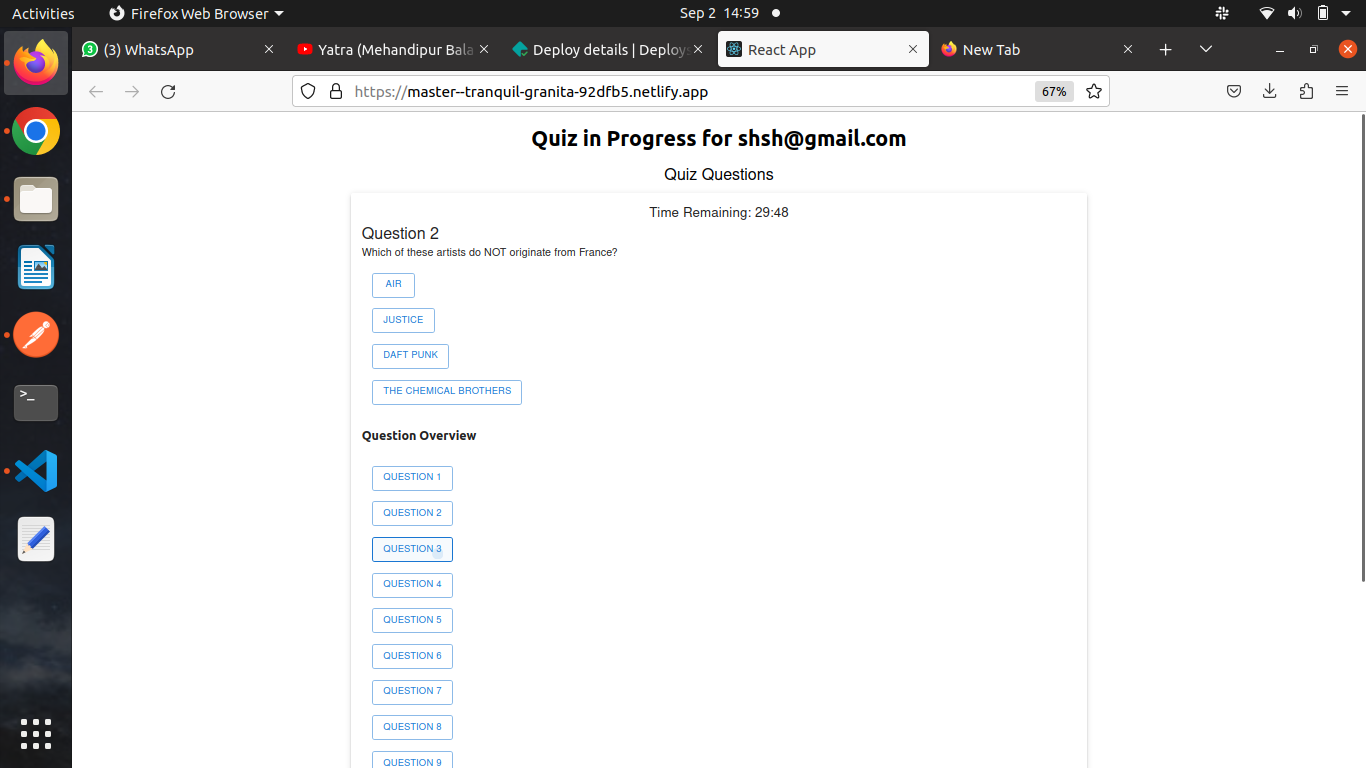 Activities Firefox Web Browser Sep 2 14:59
(3) WhatsApp Yatra (Mehandipur Bala Deploy details | Deploys React App New Tab
https://master--tranquil-granita-92dfb5.netlify.app 67%
Quiz in Progress for shsh@gmail.com
Quiz Questions
Time Remaining: 29:48
Question 2
Which of these artists do NOT originate from France?
AIR
JUSTICE
DAFT PUNK
THE CHEMICAL BROTHERS
Question Overview
QUESTION 1
QUESTION 2
QUESTION 3
QUESTION 4
QUESTION 5
QUESTION 6
QUESTION 7
QUESTION 8
QUESTION 9